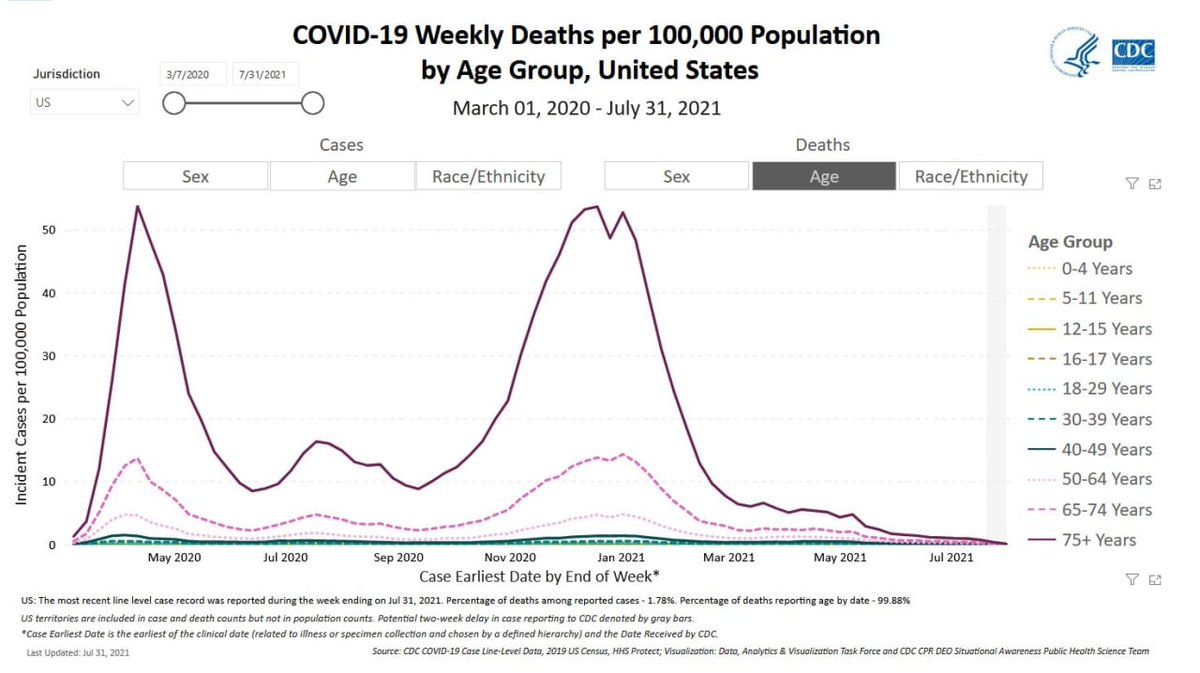 COVID-19 Weekly Deaths per 100,000 Population
by Age Group, United States
March 01, 2020 - July 31, 2021
Jurisdiction
US
3/7/2020
7/31/2021
CDC
Cases
Sex
Age
Race/Ethnicity
Deaths
Sex
Age
Race/Ethnicity
Incident Cases per 100,000 Population
50
40
30
20
10
0
May 2020
Jul 2020
Sep 2020
Nov 2020
Jan 2021
Mar 2021
May 2021
Jul 2021
Case Earliest Date by End of Week*
Age Group
0-4 Years
5-11 Years
12-15 Years
16-17 Years
18-29 Years
30-39 Years
40-49 Years
50-64 Years
65-74 Years
75+ Years
US: The most recent line level case record was reported during the week ending on Jul 31, 2021. Percentage of deaths among reported cases - 1.78%. Percentage of deaths reporting age by date - 99.88%
US territories are included in case and death counts but not in population counts. Potential two-week delay in case reporting to CDC denoted by gray bars.
*Case Earliest Date is the earliest of the clinical date (related to illness or specimen collection and chosen by a defined hierarchy) and the Date Received by CDC.
Last Updated: Jul 31, 2021
Source: CDC COVID-19 Case Line-Level Data, 2019 US Census, HHS Protect; Visualization: Data, Analytics & Visualization Task Force and CDC CPR DEO Situational Awareness Public Health Science Team